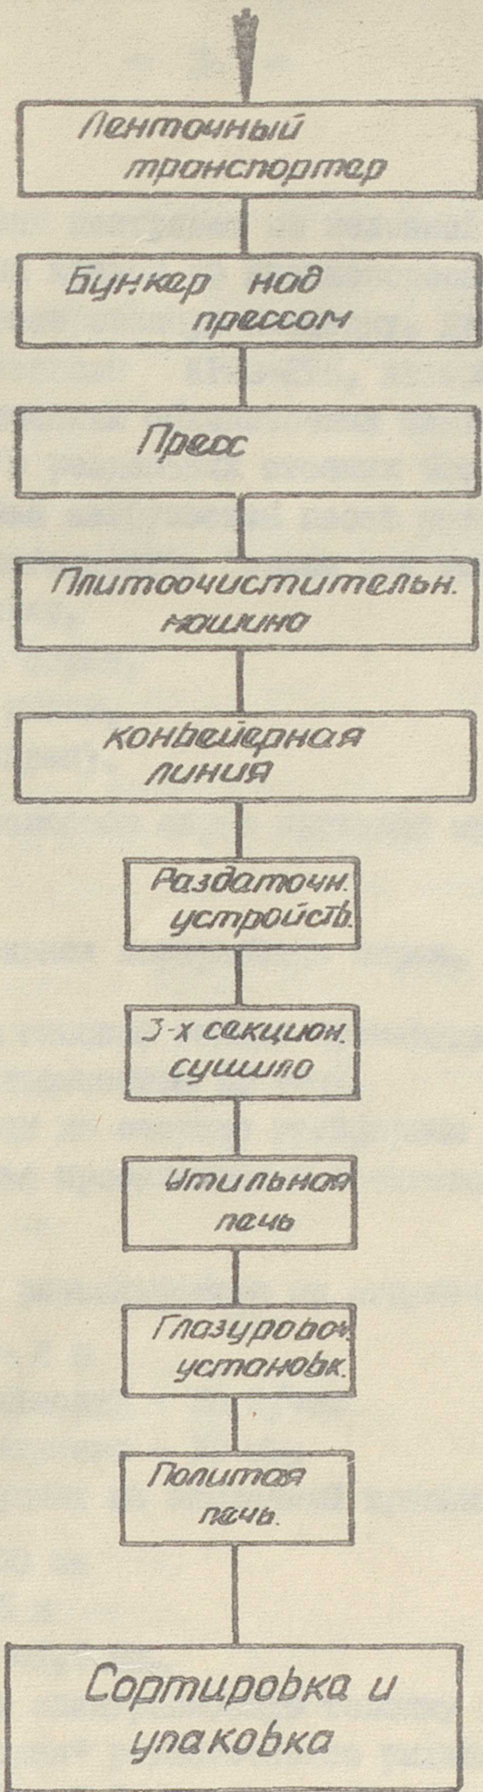 Ленточный
транспортер
Бункер над
прессом
Пресс
Плитоочистительн.
машина
конвейерная
линия
Раздаточн.
устройств.
3-х секцион.
сушило
Утильная
печь
Глазуровоч.
установк.
Политая
печь.
Сортировка и
упаковка